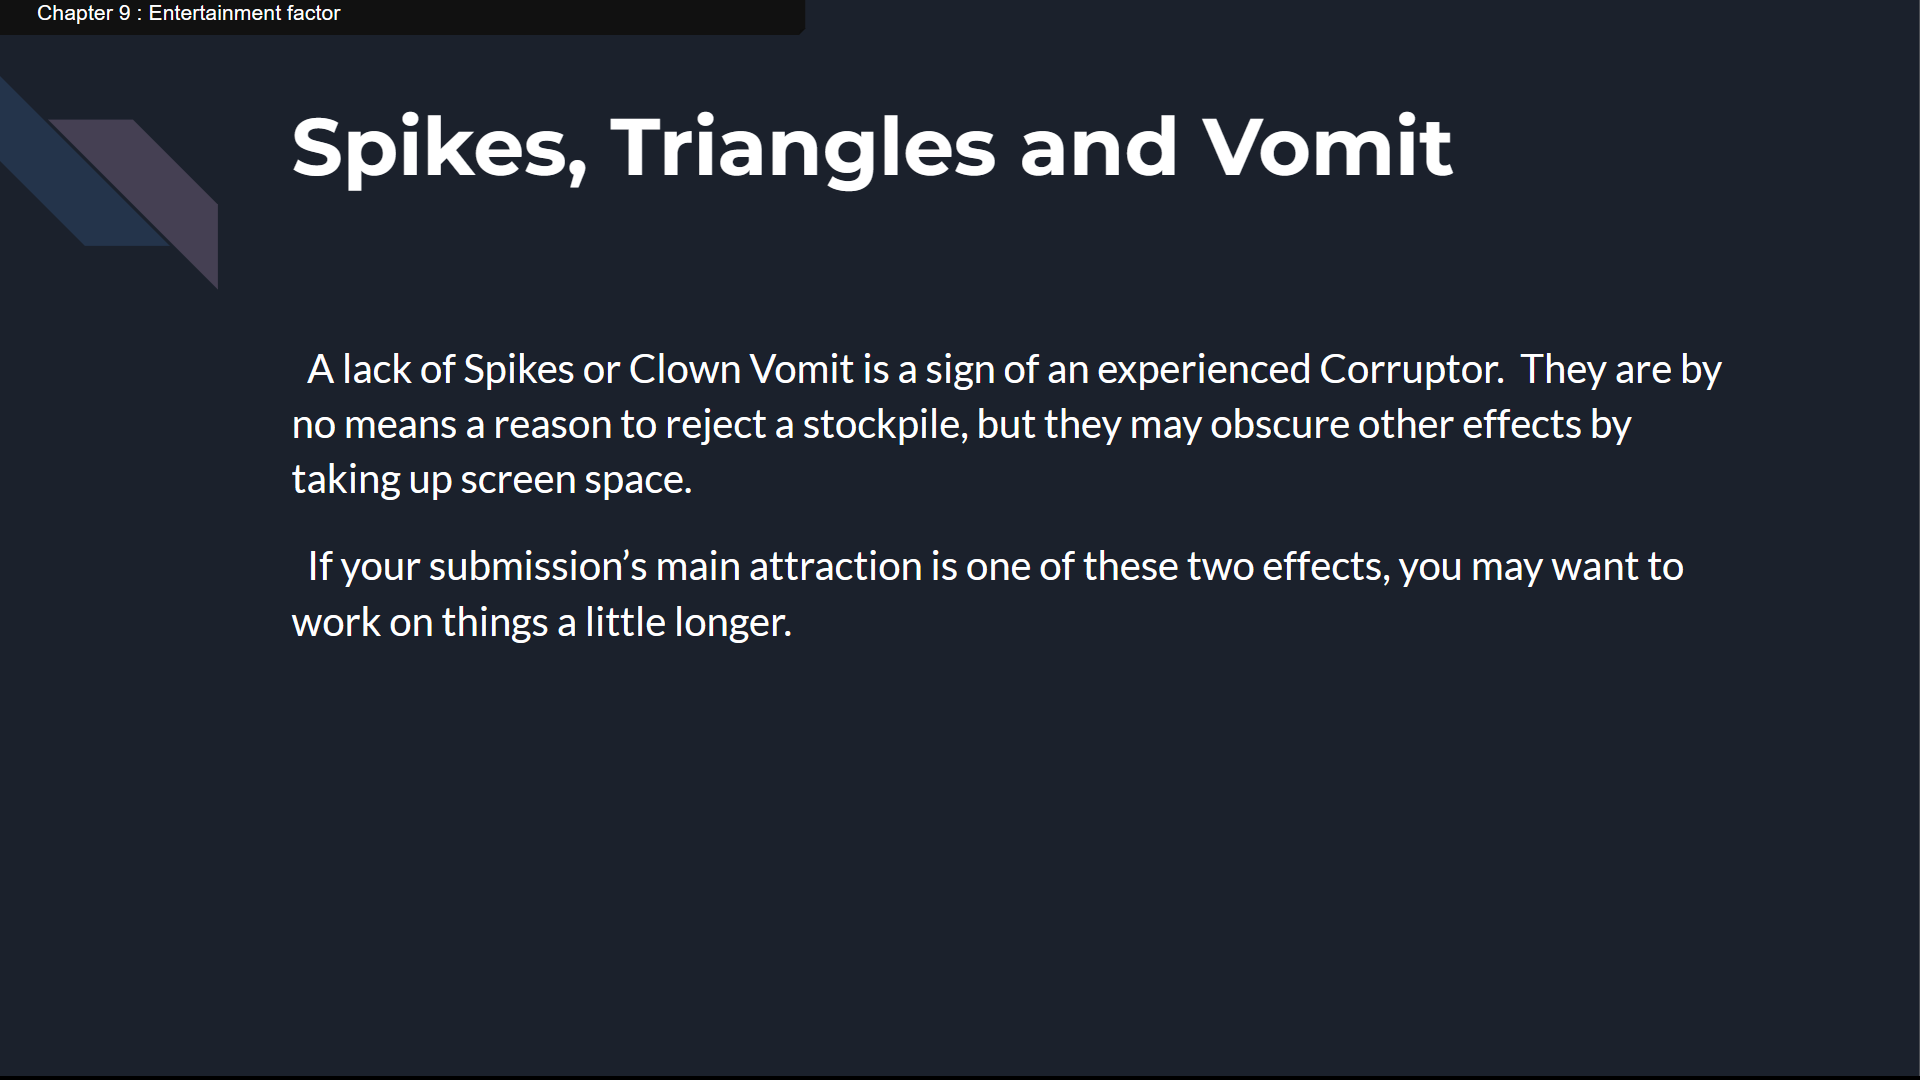 Chapter 9 : Entertainment factor
Spikes, Triangles and Vomit
A lack of Spikes or Clown Vomit is a sign of an experienced Corruptor.  They are by
no means a reason to reject a stockpile, but they may obscure other effects by
taking up screen space.
If your submission’s main attraction is one of these two effects, you may want to
work on things a little longer.